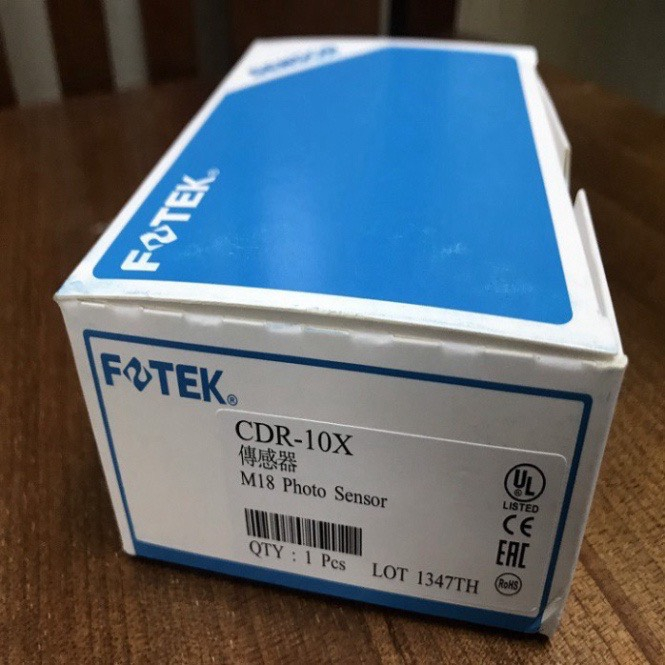 FOTEK
FOTEK®
CDR-10X
傳感器
M18 Photo Sensor
QTY : 1 Pcs
LOT 1347TH
UL
®
LISTED
CE
EAC
RoHS